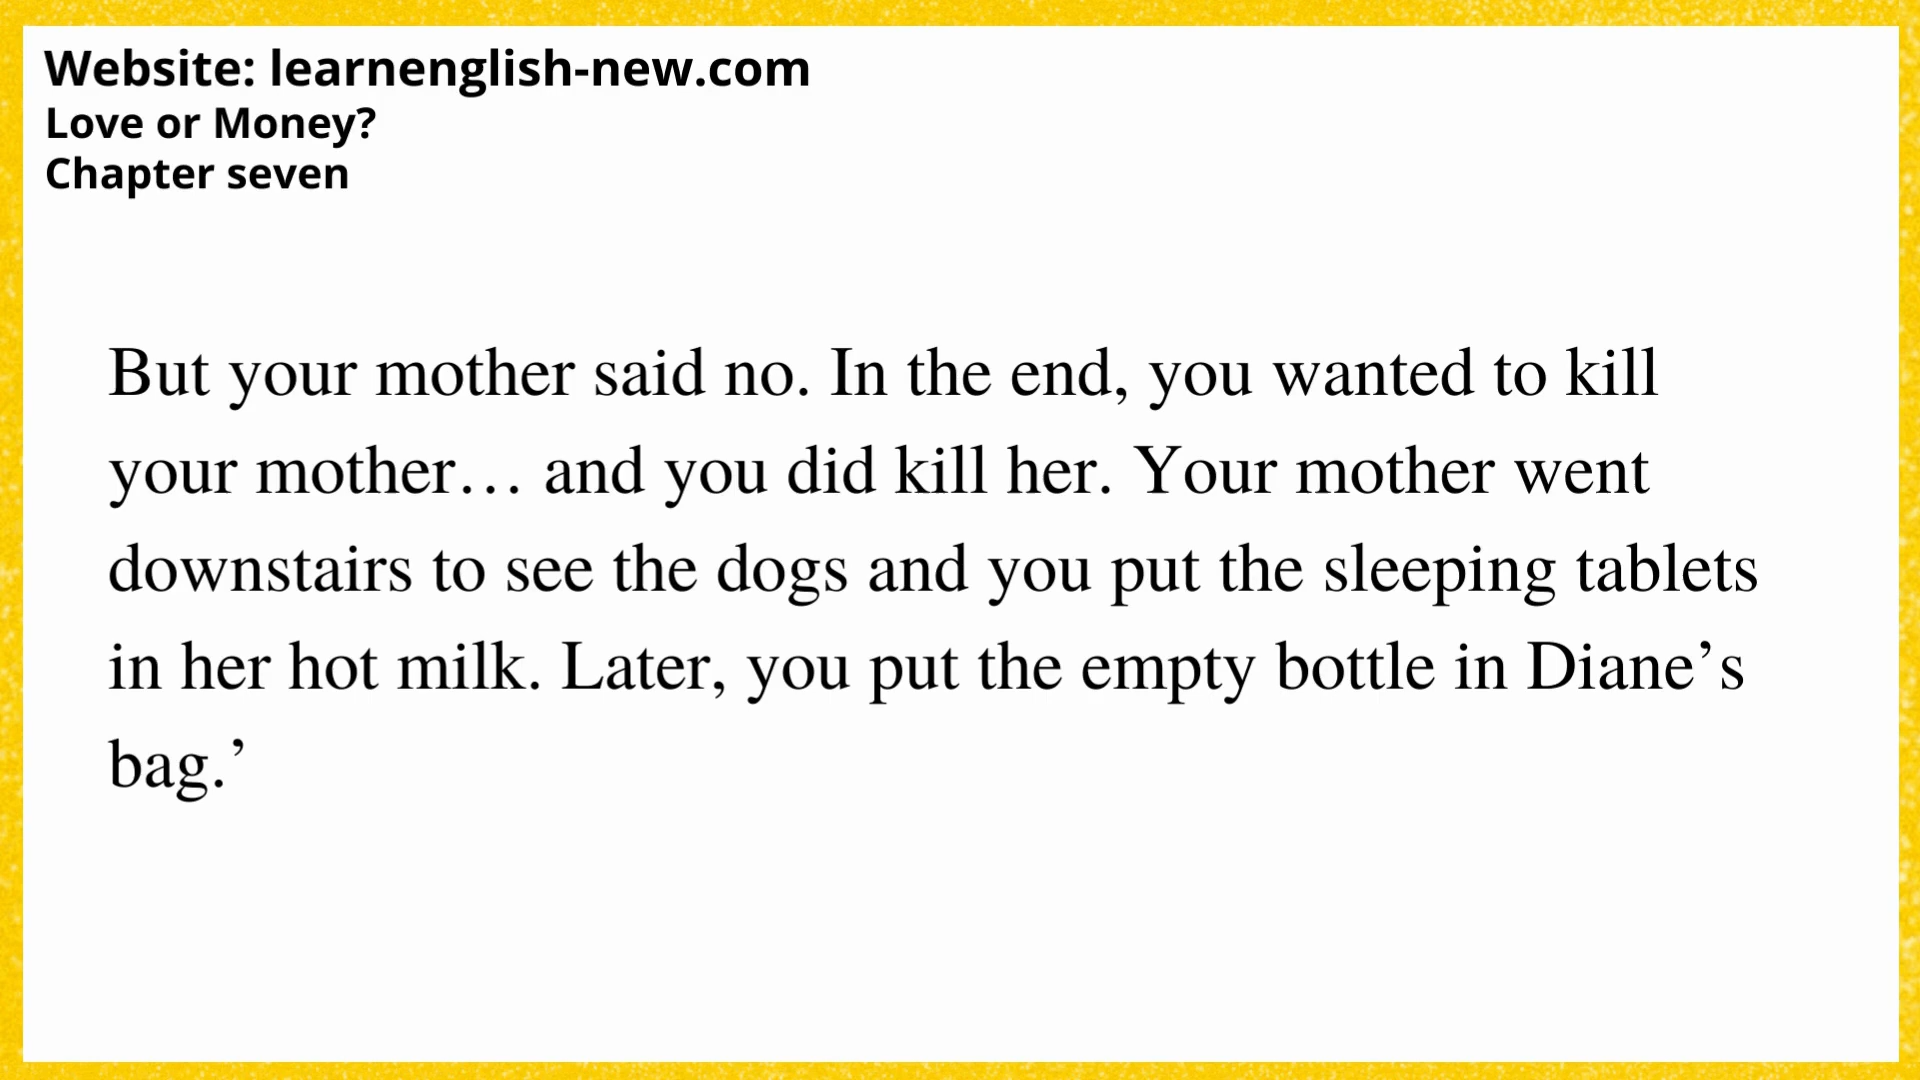 Website: learnenglish-new.com
Love or Money?
Chapter seven
But your mother said no. In the end, you wanted to kill
your mother… and you did kill her. Your mother went
downstairs to see the dogs and you put the sleeping tablets
in her hot milk. Later, you put the empty bottle in Diane’s
bag.’